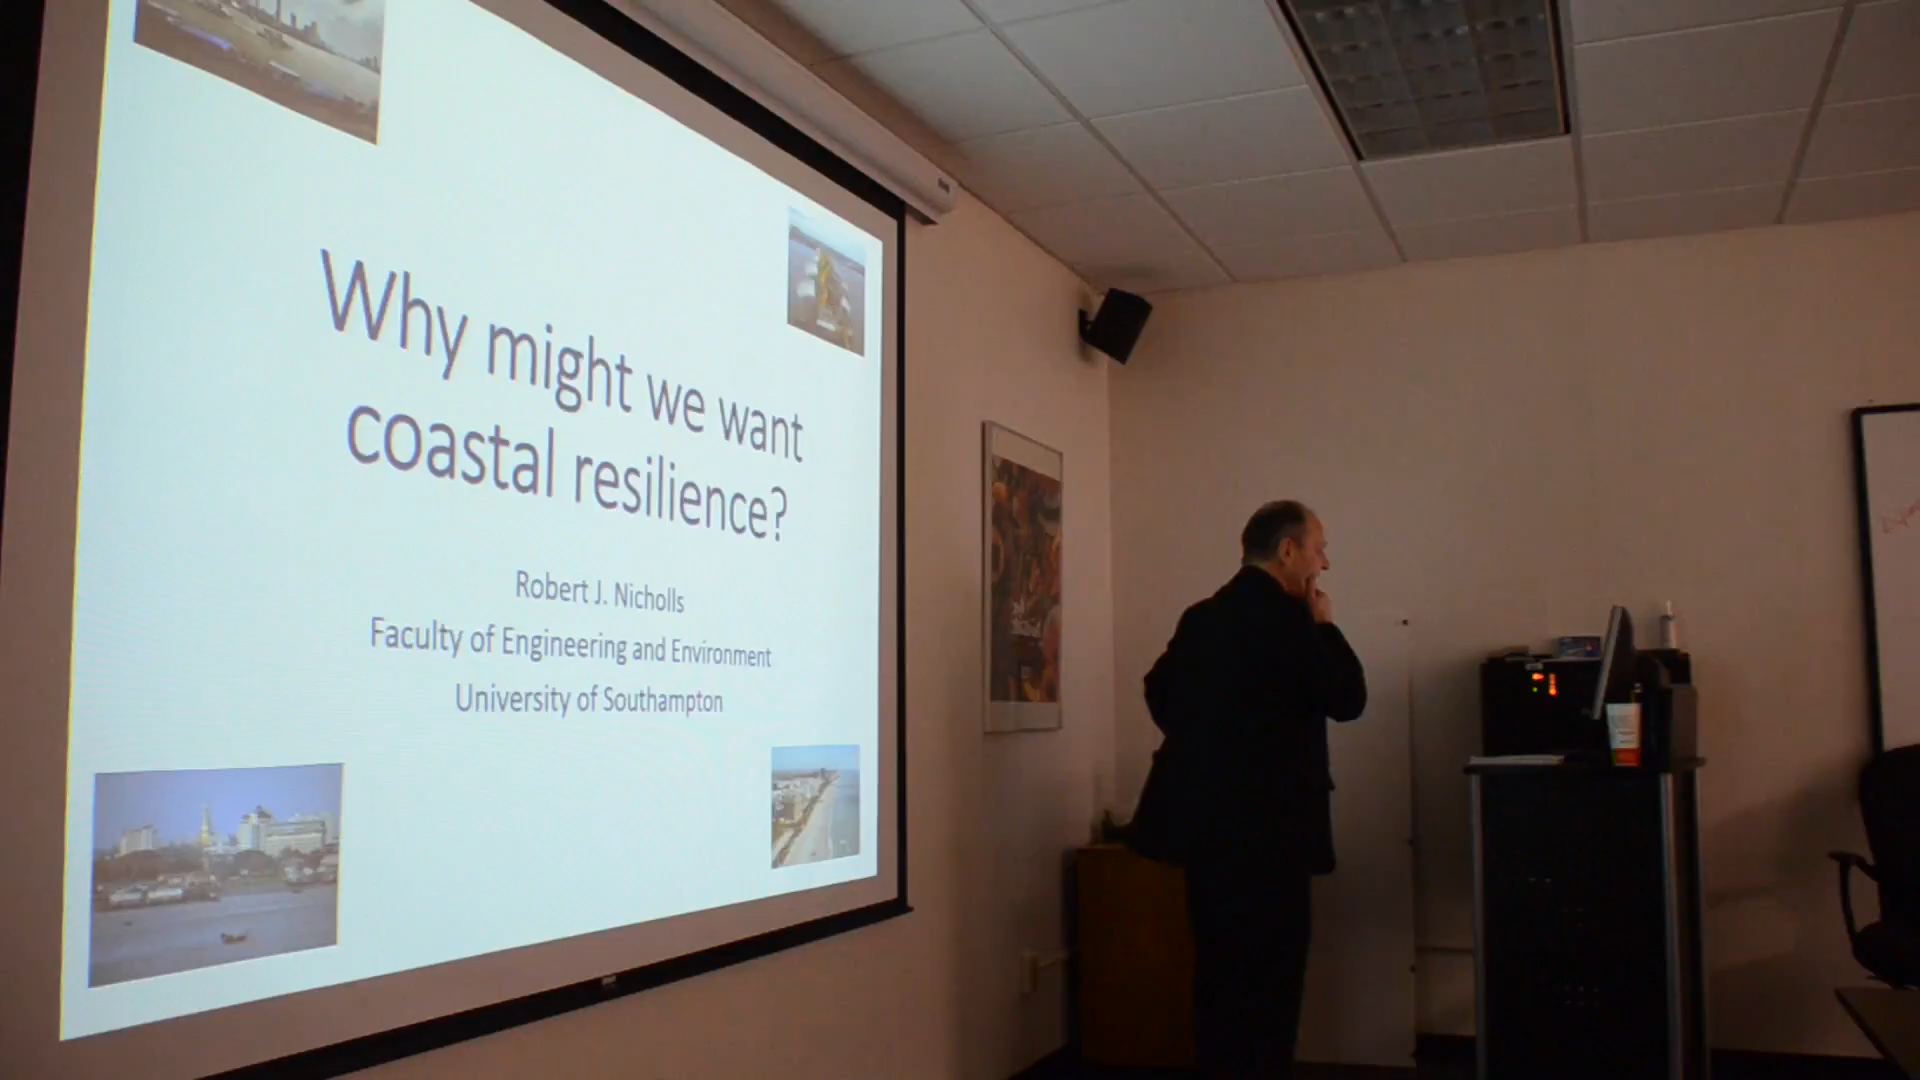 Why might we want
coastal resilience?
Robert J. Nicholls
Faculty of Engineering and Environment
University of Southampton